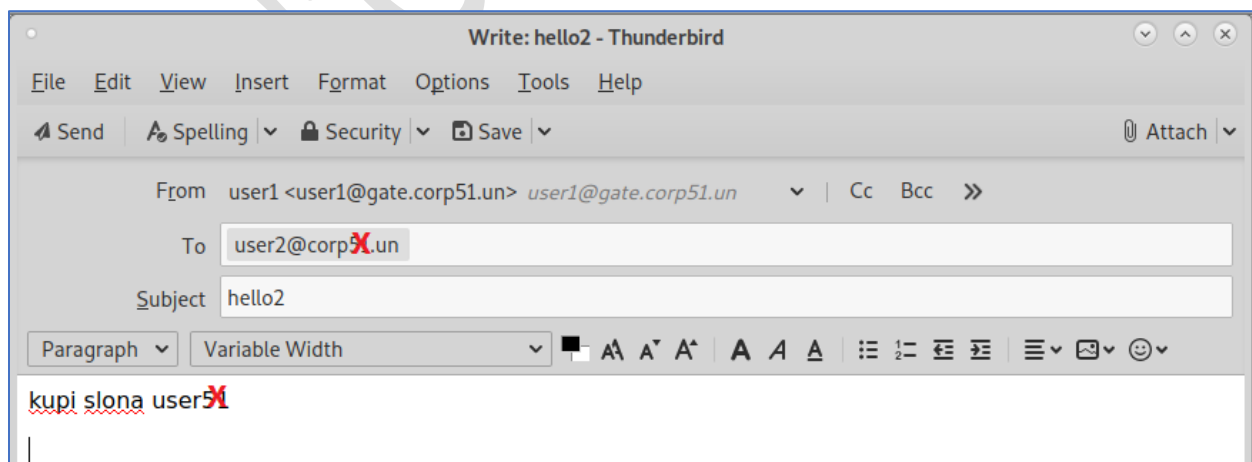 Write: hello2 - Thunderbird
File Edit View Insert Format Options Tools Help
Send Spelling Security Save Attach
From user1 <user1@gate.corp51.un> user1@gate.corp51.un Cc Bcc
To user2@corp5X.un
Subject hello2
Paragraph Variable Width
kupi slona user5X1